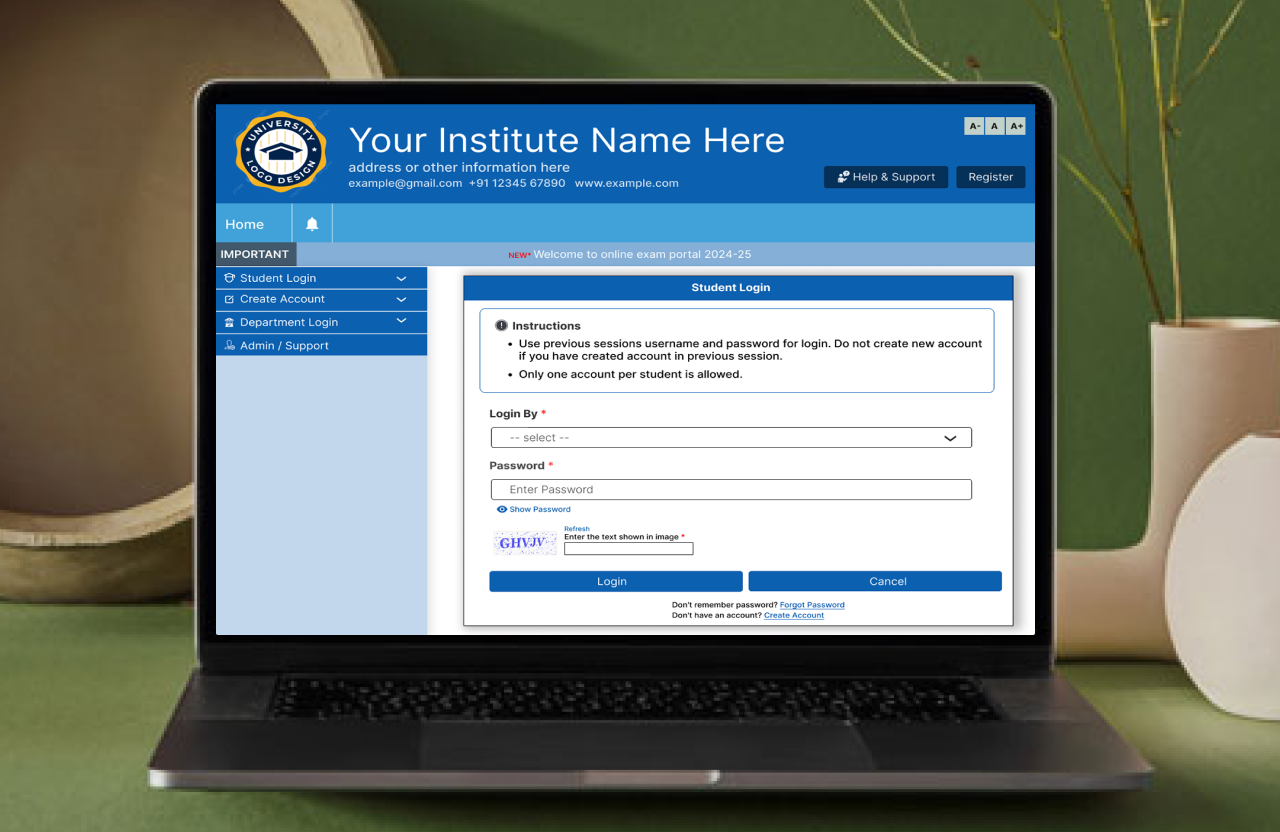 UNIVERSITY
LOGO DESIGN
Your Institute Name Here
address or other information here
example@gmail.com +91 12345 67890 www.example.com
A- A A+
Help & Support Register
Home
IMPORTANT
NEW* Welcome to online exam portal 2024-25
Student Login
Create Account
Department Login
Admin / Support
Student Login
Instructions
• Use previous sessions username and password for login. Do not create new account
if you have created account in previous session.
• Only one account per student is allowed.
Login By *
-- select --
Password *
Enter Password
Show Password
GHVJV
Refresh
Enter the text shown in image *
Login Cancel
Don't remember password? Forgot Password
Don't have an account? Create Account